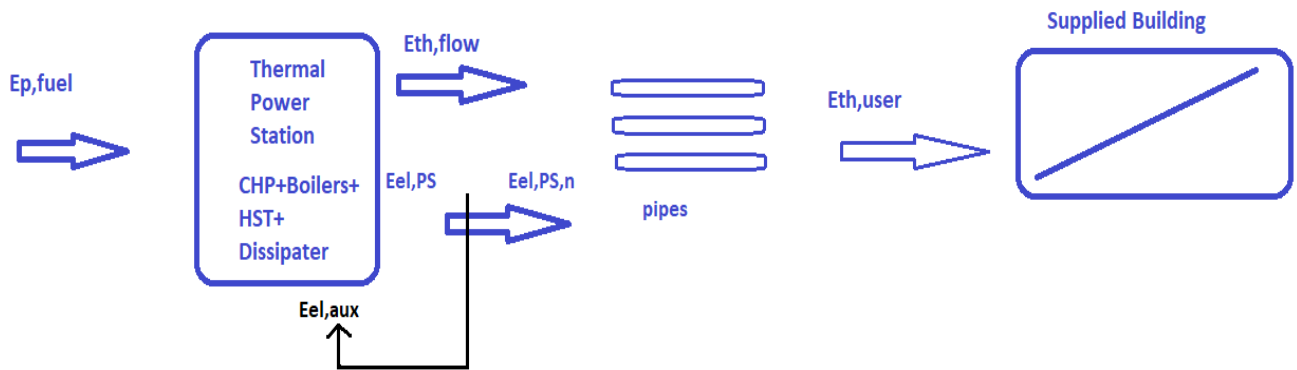 Supplied Building
Ep,fuel
Thermal
Power
Station
CHP+Boilers+
HST+
Dissipater
Eth,flow
Eel,PS
Eel,PS,n
Eel,aux
pipes
Eth,user